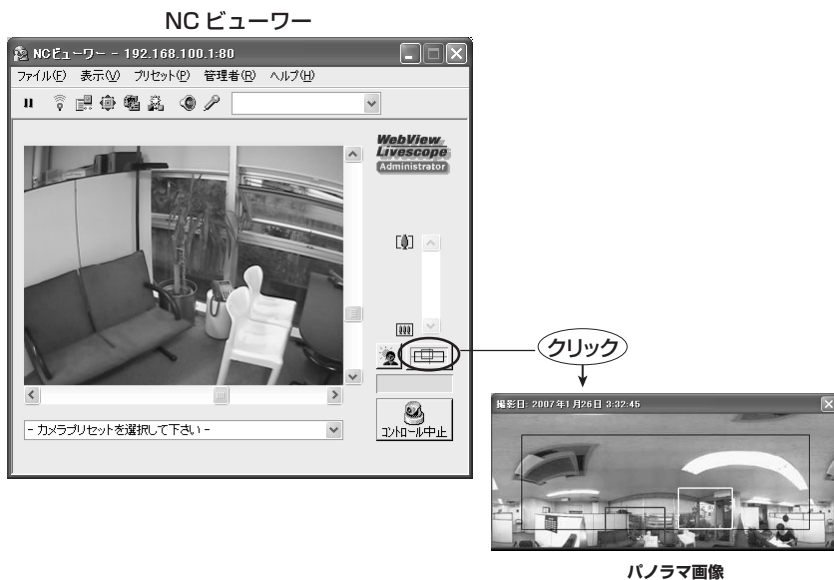 NC ビューワー
NCビューワー - 192.168.100.1:80
ファイル(F) 表示(V) プリセット(P) 管理者(R) ヘルプ(H)
WebView
Livescope
Administrator
クリック
- カメラプリセットを選択して下さい -
コントロール中止
撮影日: 2007年1月26日 3:32:45
パノラマ画像